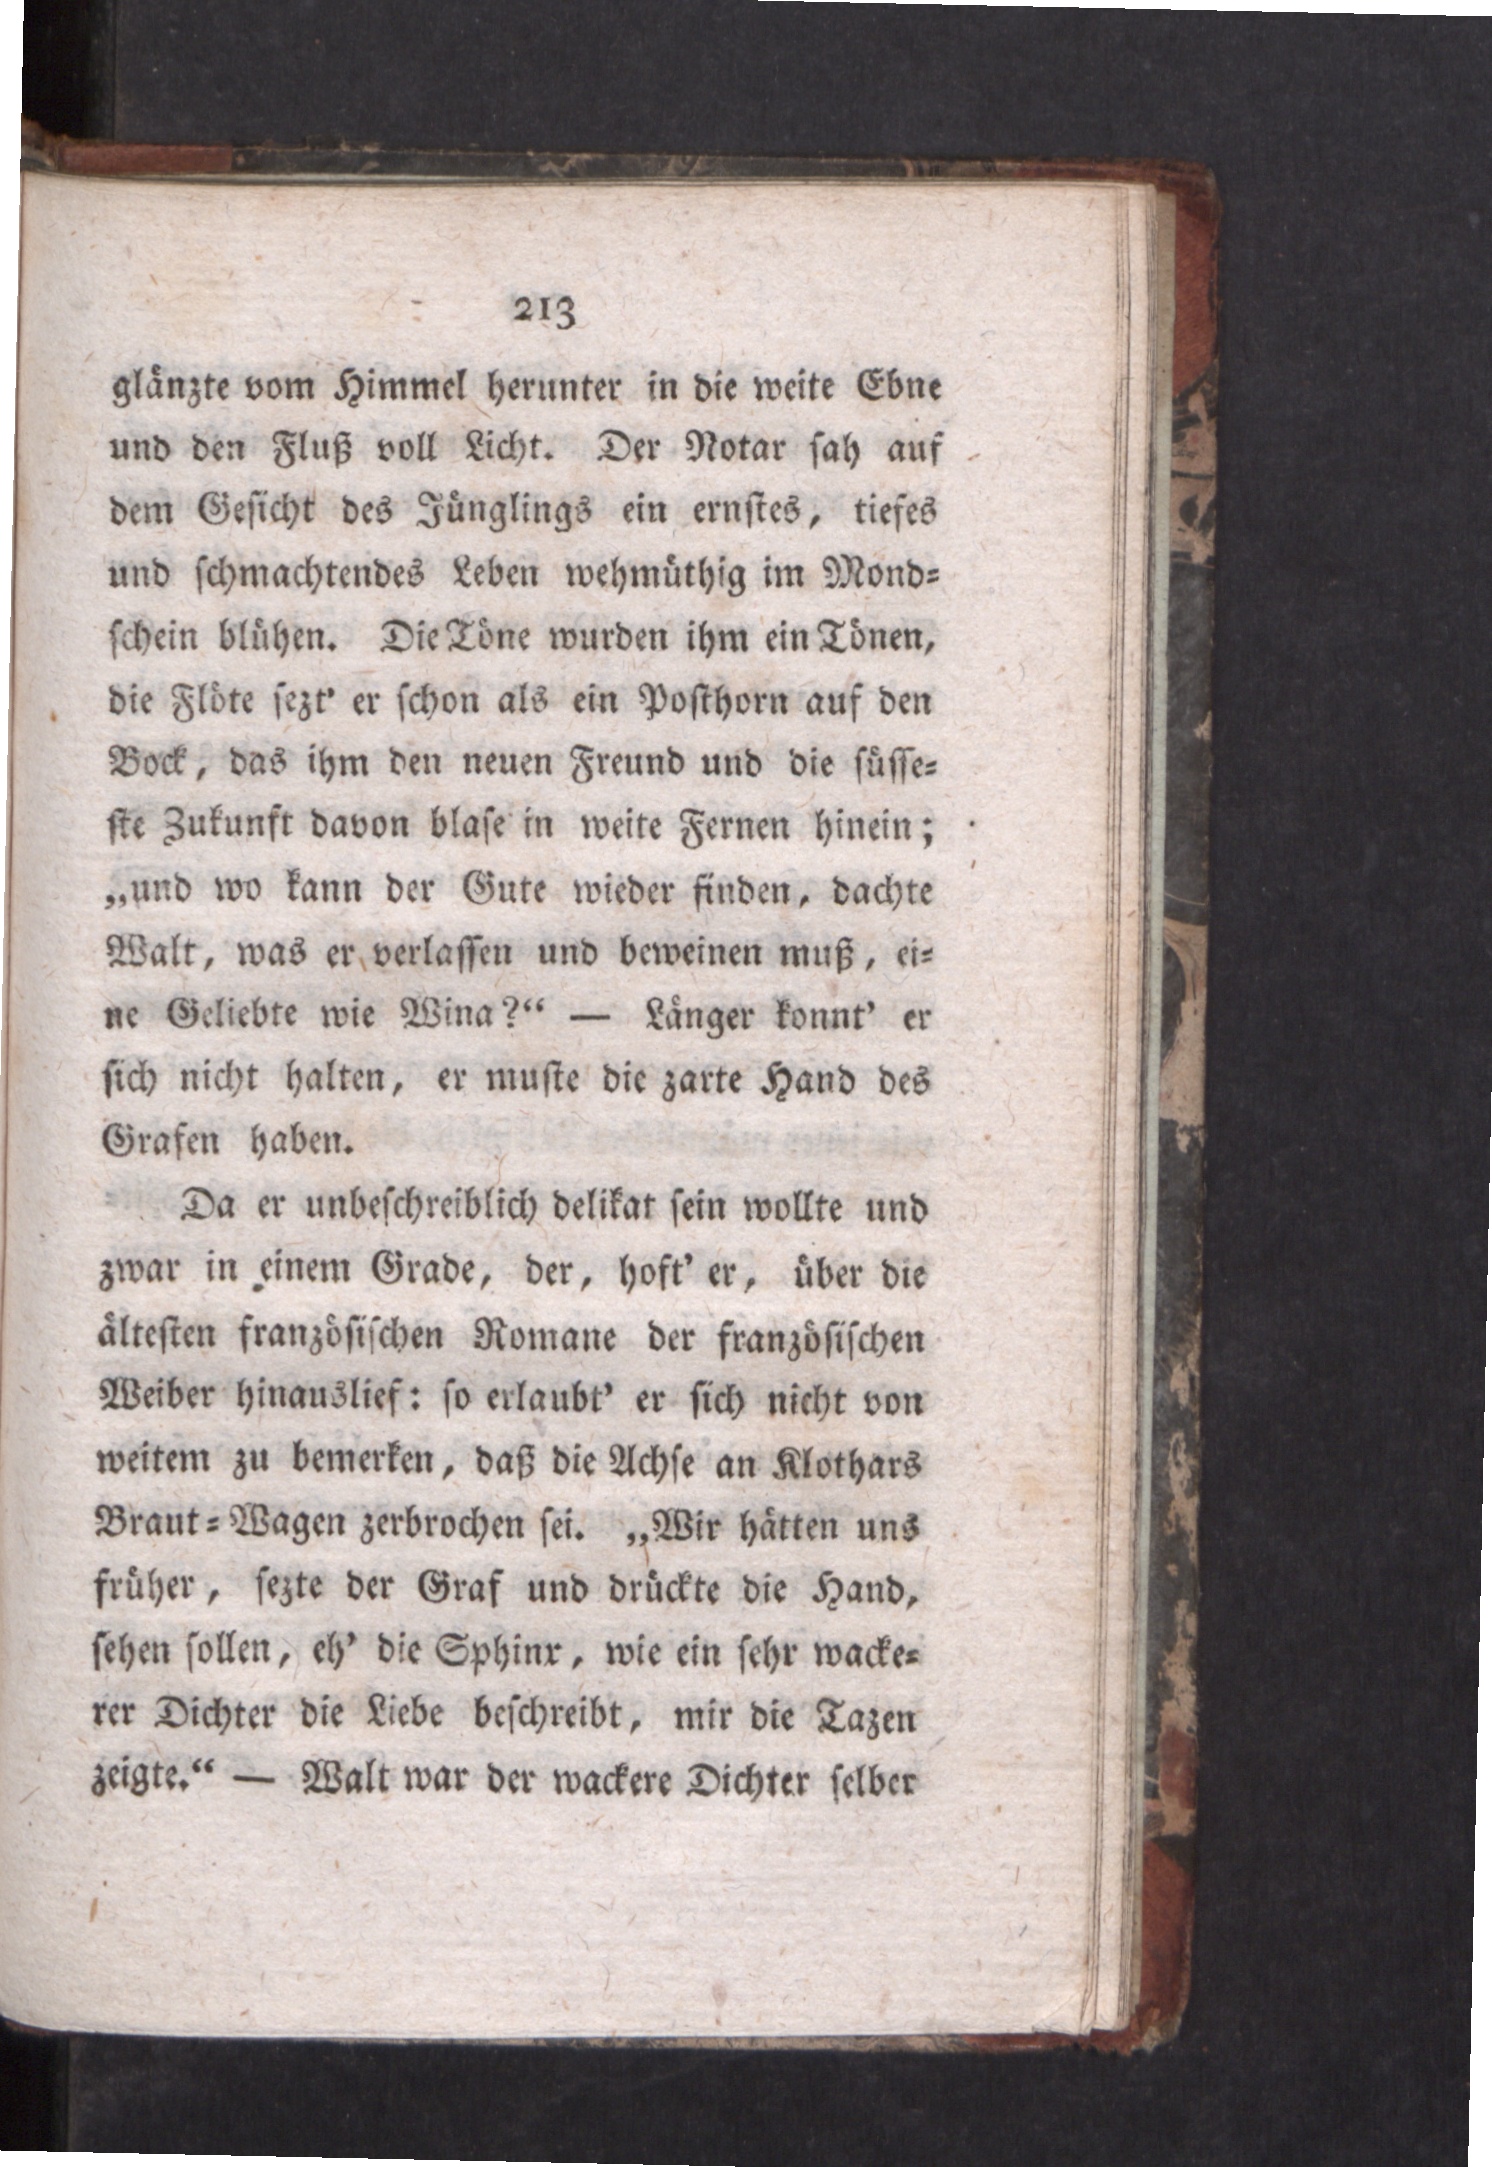 213
glänzte vom Himmel herunter in die weite Ebne
und den Fluß voll Licht. Der Notar ſah auf
dem Geſicht des Jünglings ein ernſtes, tiefes
und ſchmachtendes Leben wehmüthig im Mond⸗
ſchein blühen. Die Töne wurden ihm ein Tönen,
die Flöte ſezt' er ſchon als ein Poſthorn auf den
Bock, das ihm den neuen Freund und die ſüſſe⸗
ſte Zukunft davon blaſe in weite Fernen hinein;
„und wo kann der Gute wieder finden, dachte
Walt, was er verlaſſen und beweinen muß, ei⸗
ne Geliebte wie Wina?“ — Länger konnt' er
ſich nicht halten, er muſte die zarte Hand des
Grafen haben.
Da er unbeſchreiblich delikat ſein wollte und
zwar in einem Grade, der, hoft' er, über die
älteſten franzöſiſchen Romane der franzöſiſchen
Weiber hinauslief: ſo erlaubt' er ſich nicht von
weitem zu bemerken, daß die Achſe an Klothars
Braut⸗Wagen zerbrochen ſei. „Wir hätten uns
früher, ſezte der Graf und drückte die Hand,
ſehen ſollen, eh' die Sphinx, wie ein ſehr wacke⸗
rer Dichter die Liebe beſchreibt, mir die Tazen
zeigte.“ — Walt war der wackere Dichter ſelber